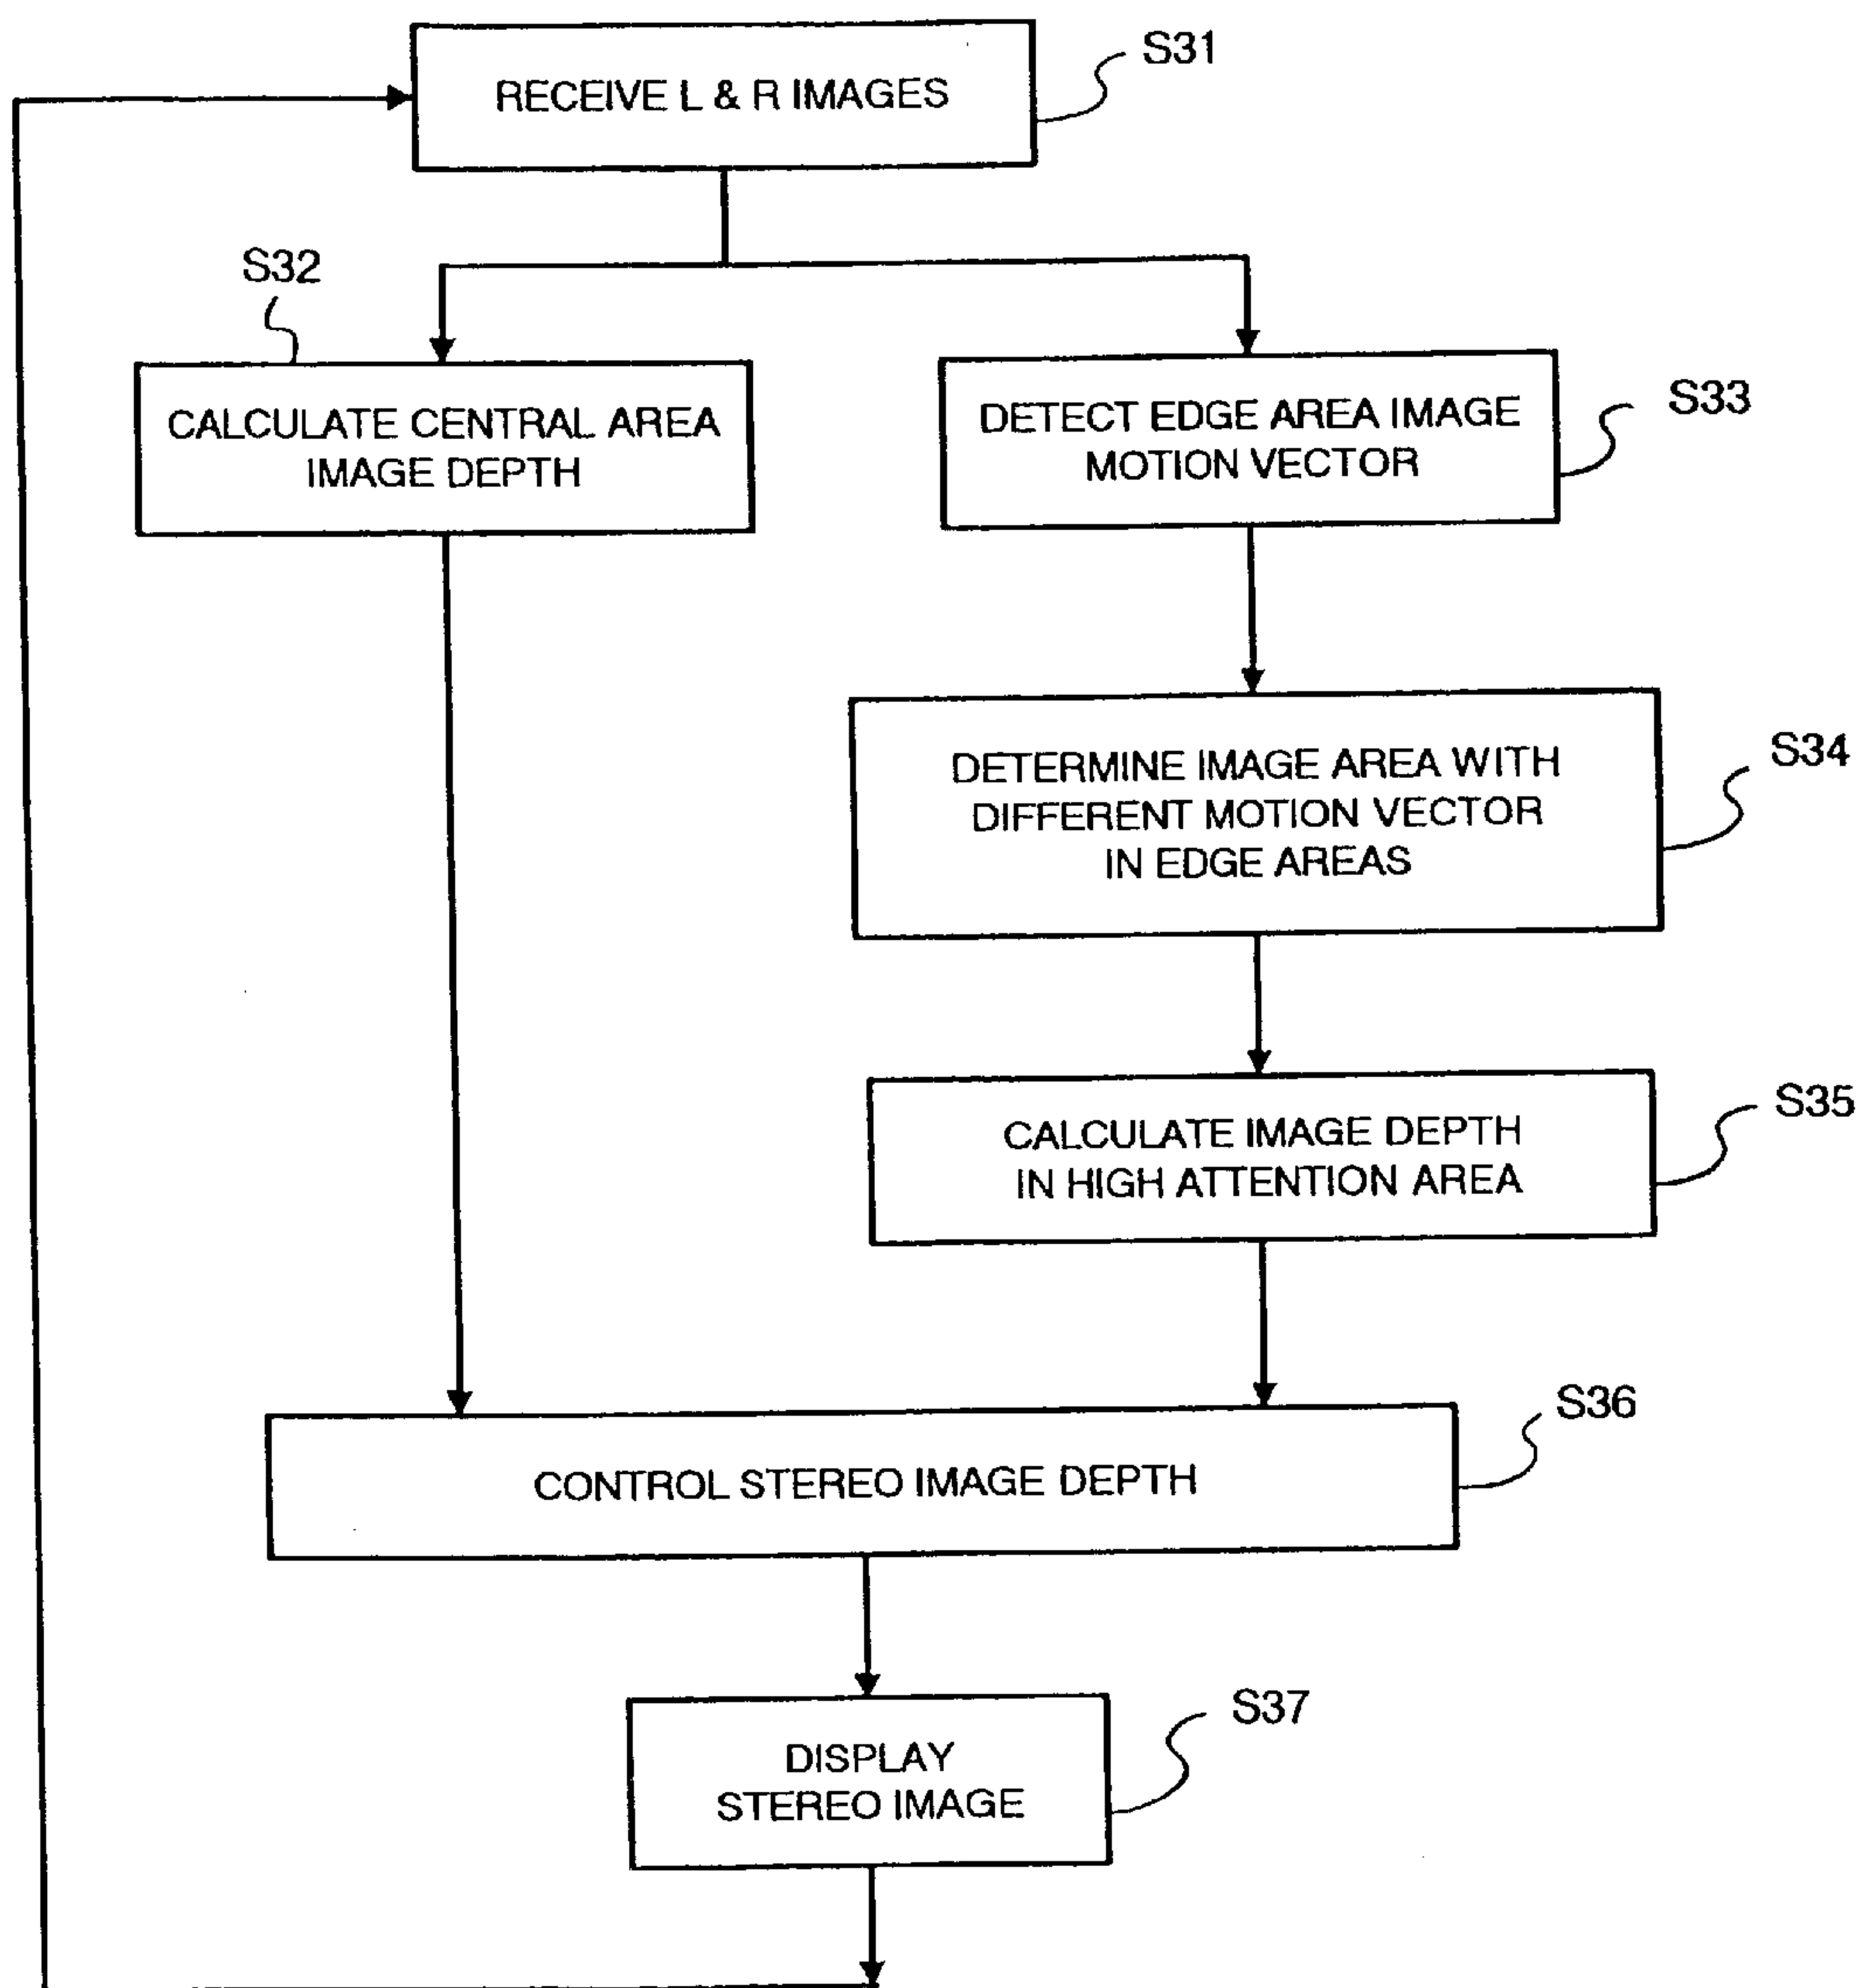 RECEIVE L & R IMAGES
S31
S32
CALCULATE CENTRAL AREA
IMAGE DEPTH
DETECT EDGE AREA IMAGE
MOTION VECTOR
S33
DETERMINE IMAGE AREA WITH
DIFFERENT MOTION VECTOR
IN EDGE AREAS
S34
CALCULATE IMAGE DEPTH
IN HIGH ATTENTION AREA
S35
CONTROL STEREO IMAGE DEPTH
S36
DISPLAY
STEREO IMAGE
S37